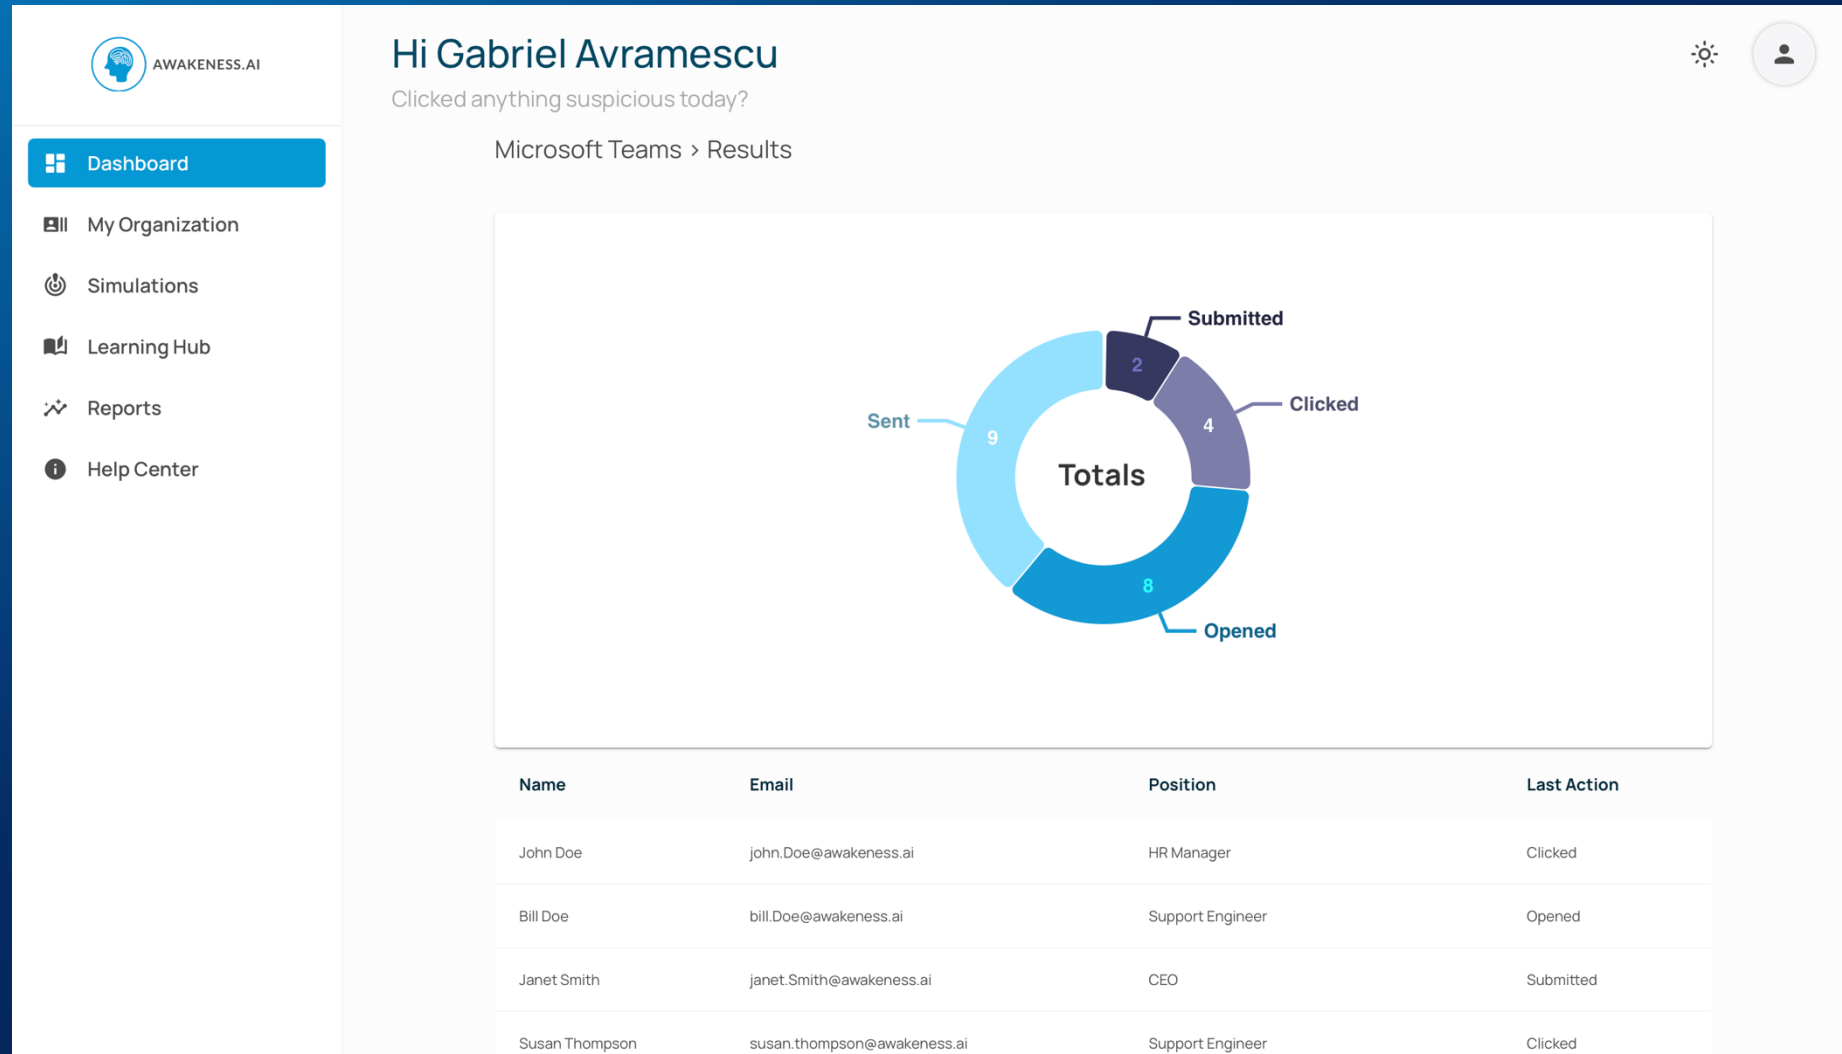 AWAKENESS.AI
Hi Gabriel Avramescu
Clicked anything suspicious today?
Dashboard
My Organization
Simulations
Learning Hub
Reports
Help Center
Microsoft Teams > Results
Submitted
2
Clicked
4
Sent
9
Totals
8
Opened
Name Email Position Last Action
John Doe john.Doe@awakeness.ai HR Manager Clicked
Bill Doe bill.Doe@awakeness.ai Support Engineer Opened
Janet Smith janet.Smith@awakeness.ai CEO Submitted
Susan Thompson susan.thompson@awakeness.ai Support Engineer Clicked